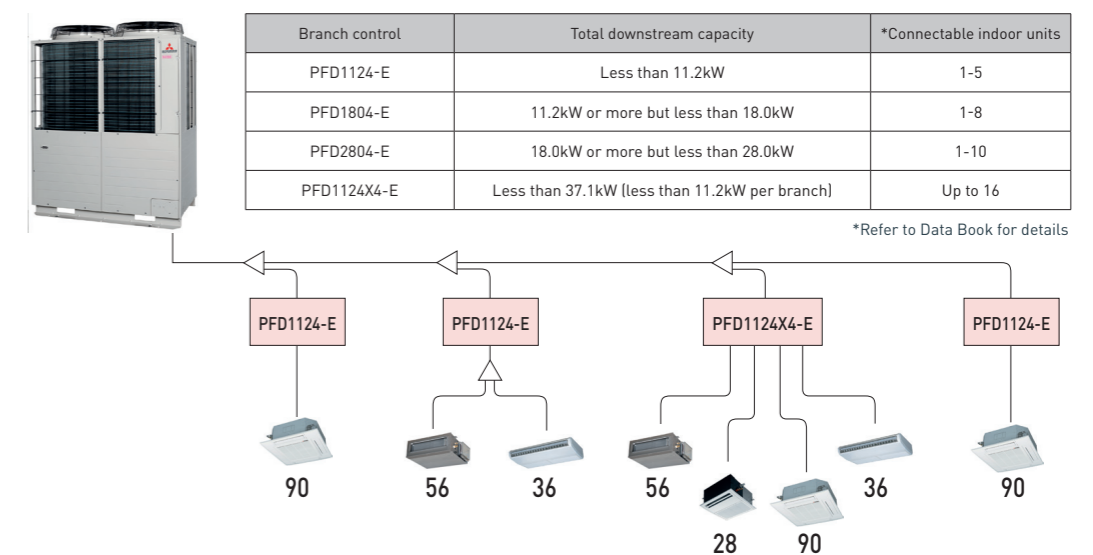 Branch control Total downstream capacity *Connectable indoor units
PFD1124-E Less than 11.2kW 1-5
PFD1804-E 11.2kW or more but less than 18.0kW 1-8
PFD2804-E 18.0kW or more but less than 28.0kW 1-10
PFD1124X4-E Less than 37.1kW (less than 11.2kW per branch) Up to 16
*Refer to Data Book for details
PFD1124-E PFD1124-E PFD1124X4-E PFD1124-E
90 56 36 56 36 90
28 90